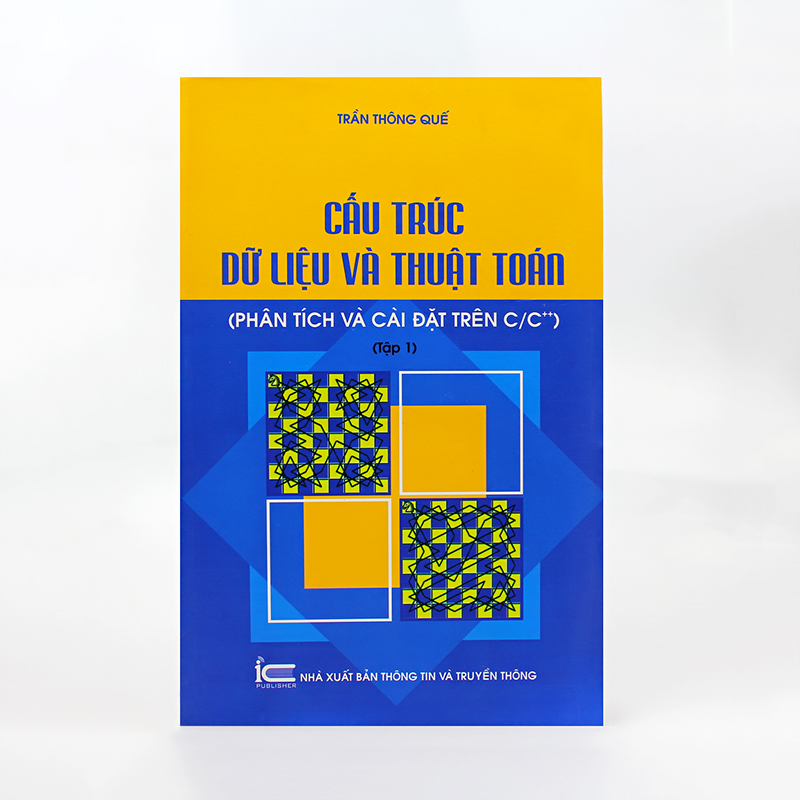 TRẦN THÔNG QUẾ
CẤU TRÚC
DỮ LIỆU VÀ THUẬT TOÁN
(PHÂN TÍCH VÀ CÀI ĐẶT TRÊN C/C++)
(Tập 1)
iC PUBLISHER NHÀ XUẤT BẢN THÔNG TIN VÀ TRUYỀN THÔNG